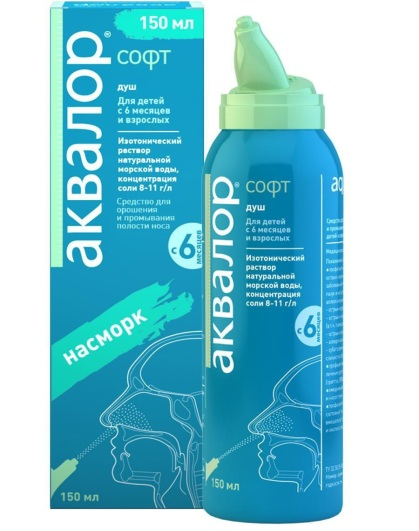 150 мл
аквалор®
софт
душ
Для детей
с 6 месяцев
и взрослых
Изотонический
раствор
натуральной
морской воды,
концентрация
соли 8-11 г/л
Средство для
орошения
и промывания
полости носа
с 6 месяцев
насморк
150 мл
аквалор®
софт
душ
Для детей
с 6 месяцев
и взрослых
Изотонический
раствор
натуральной
морской воды,
концентрация
соли 8-11 г/л
с 6 месяцев
150 мл